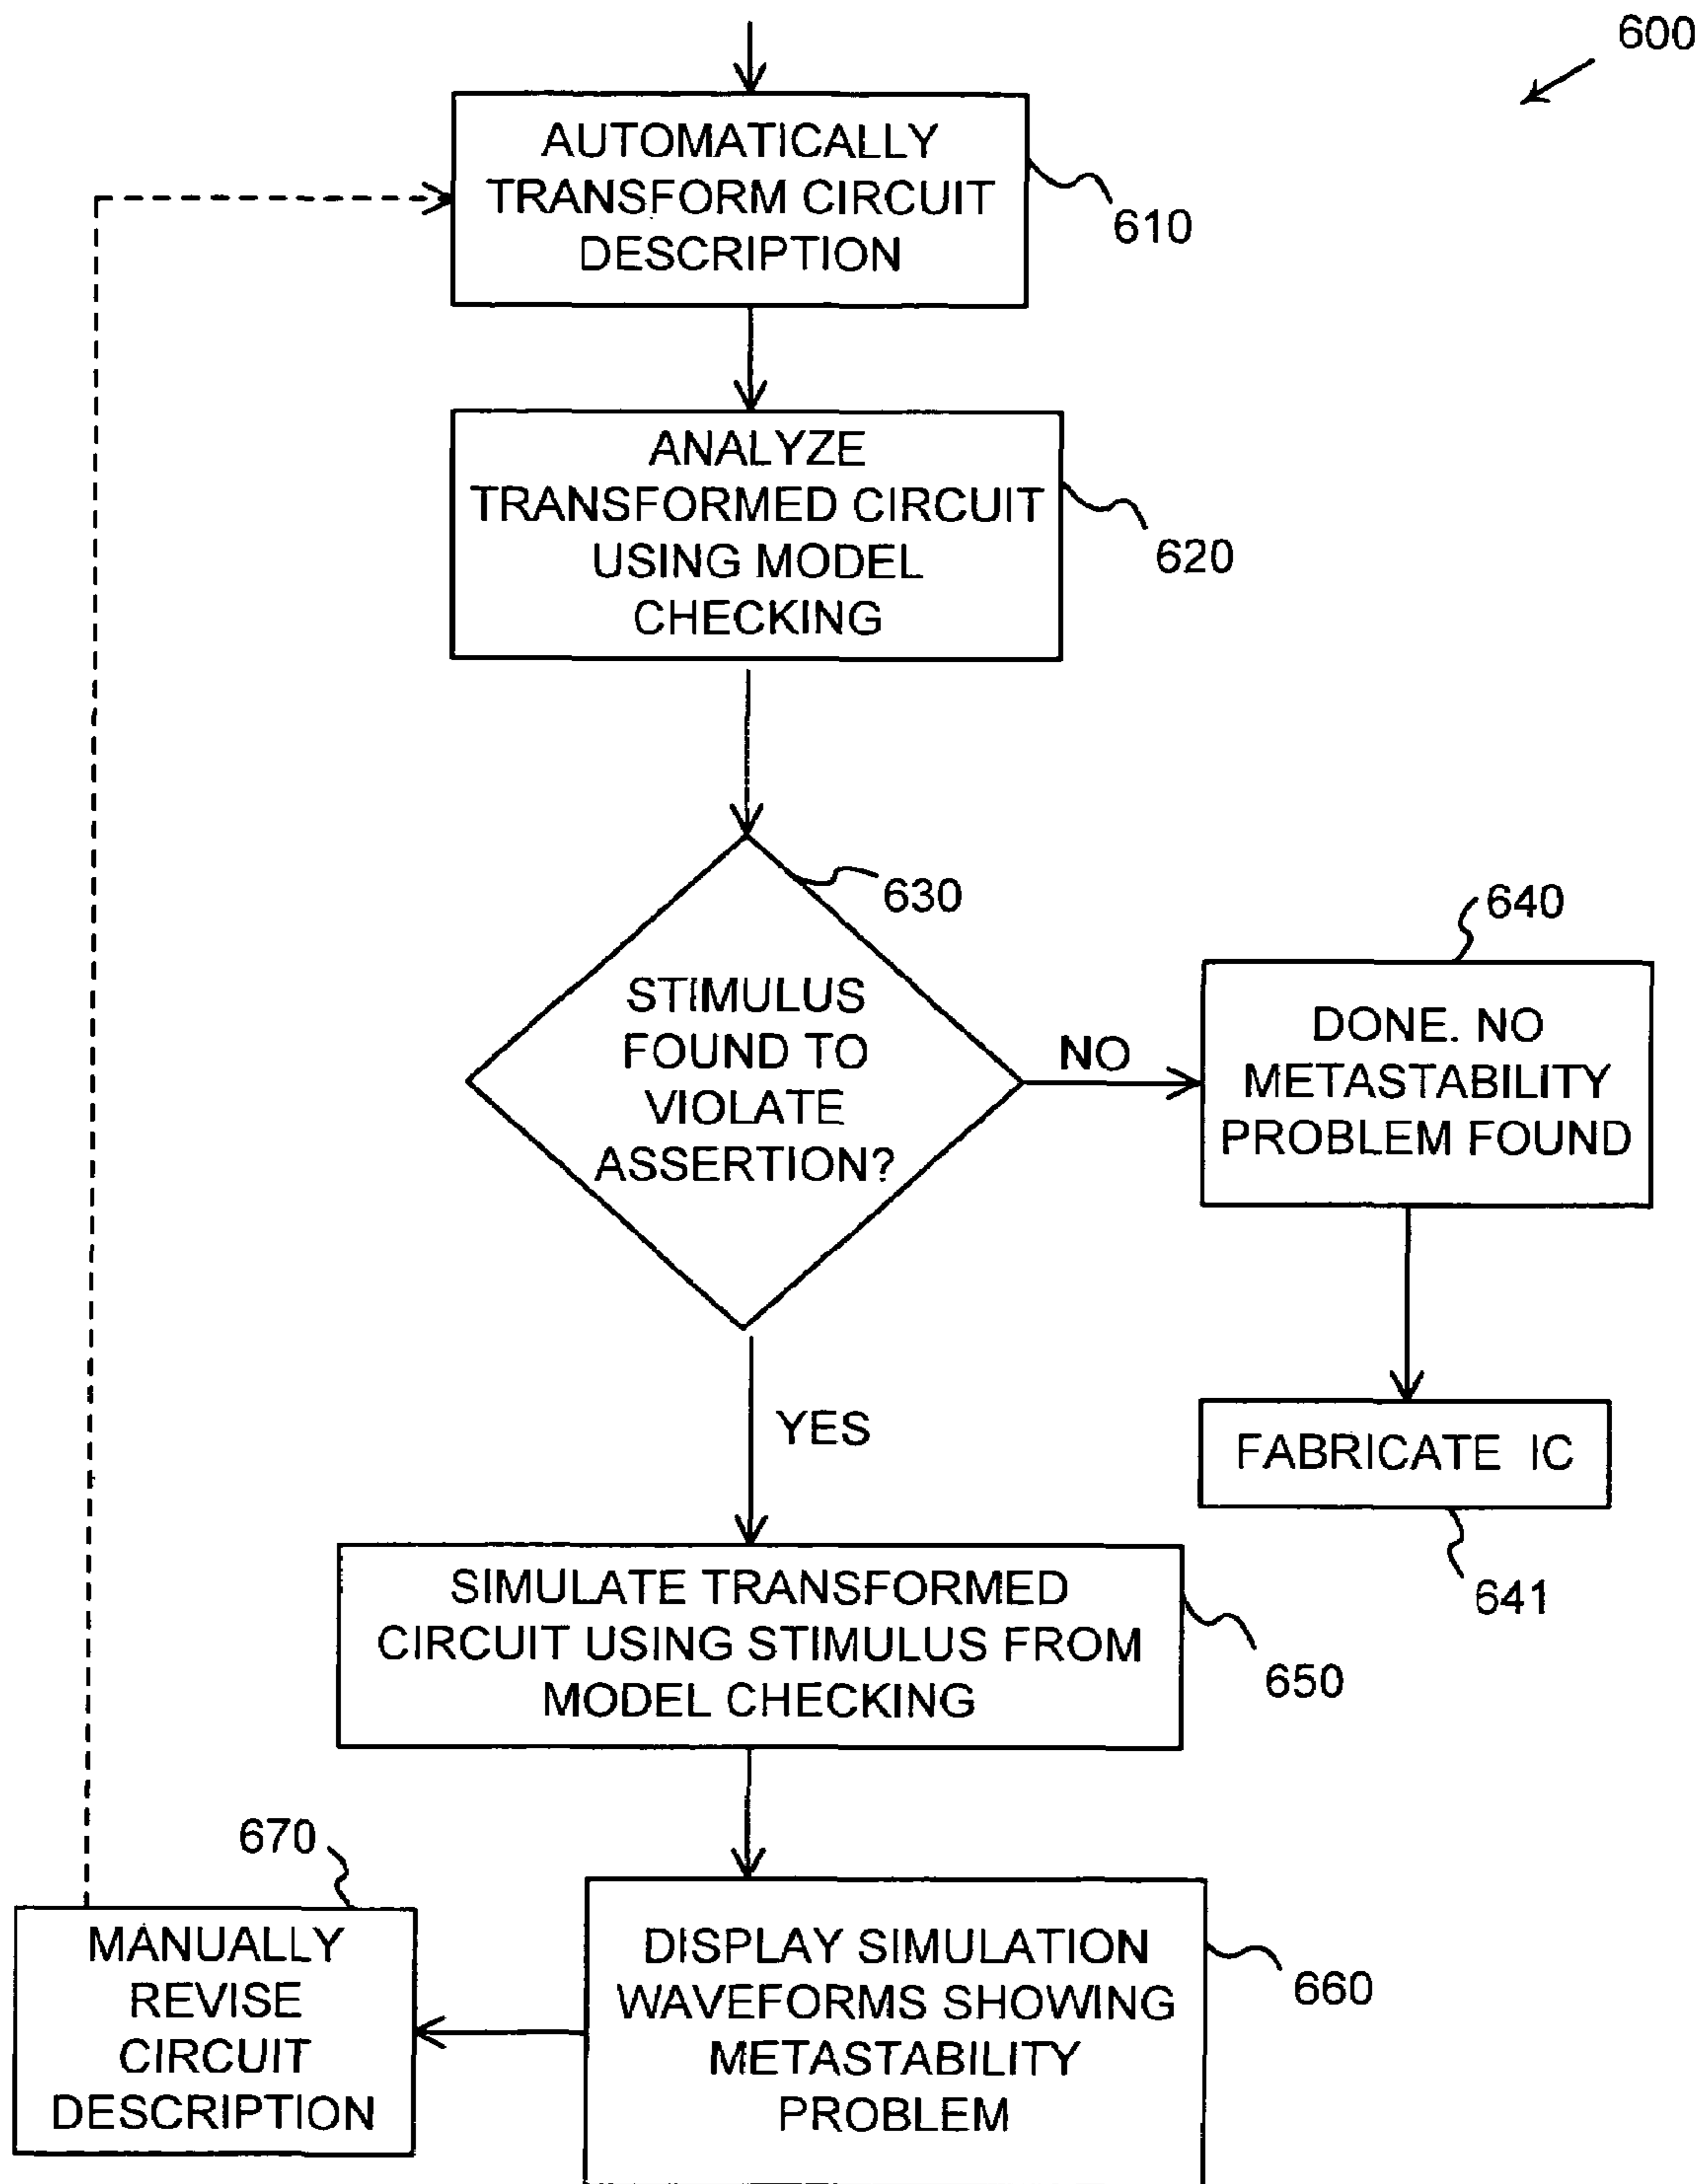 600
AUTOMATICALLY
TRANSFORM CIRCUIT
DESCRIPTION
610
ANALYZE
TRANSFORMED CIRCUIT
USING MODEL
CHECKING
620
630
STIMULUS
FOUND TO
VIOLATE
ASSERTION?
NO
640
DONE. NO
METASTABILITY
PROBLEM FOUND
FABRICATE IC
641
YES
SIMULATE TRANSFORMED
CIRCUIT USING STIMULUS FROM
MODEL CHECKING
650
DISPLAY SIMULATION
WAVEFORMS SHOWING
METASTABILITY
PROBLEM
660
670
MANUALLY
REVISE
CIRCUIT
DESCRIPTION